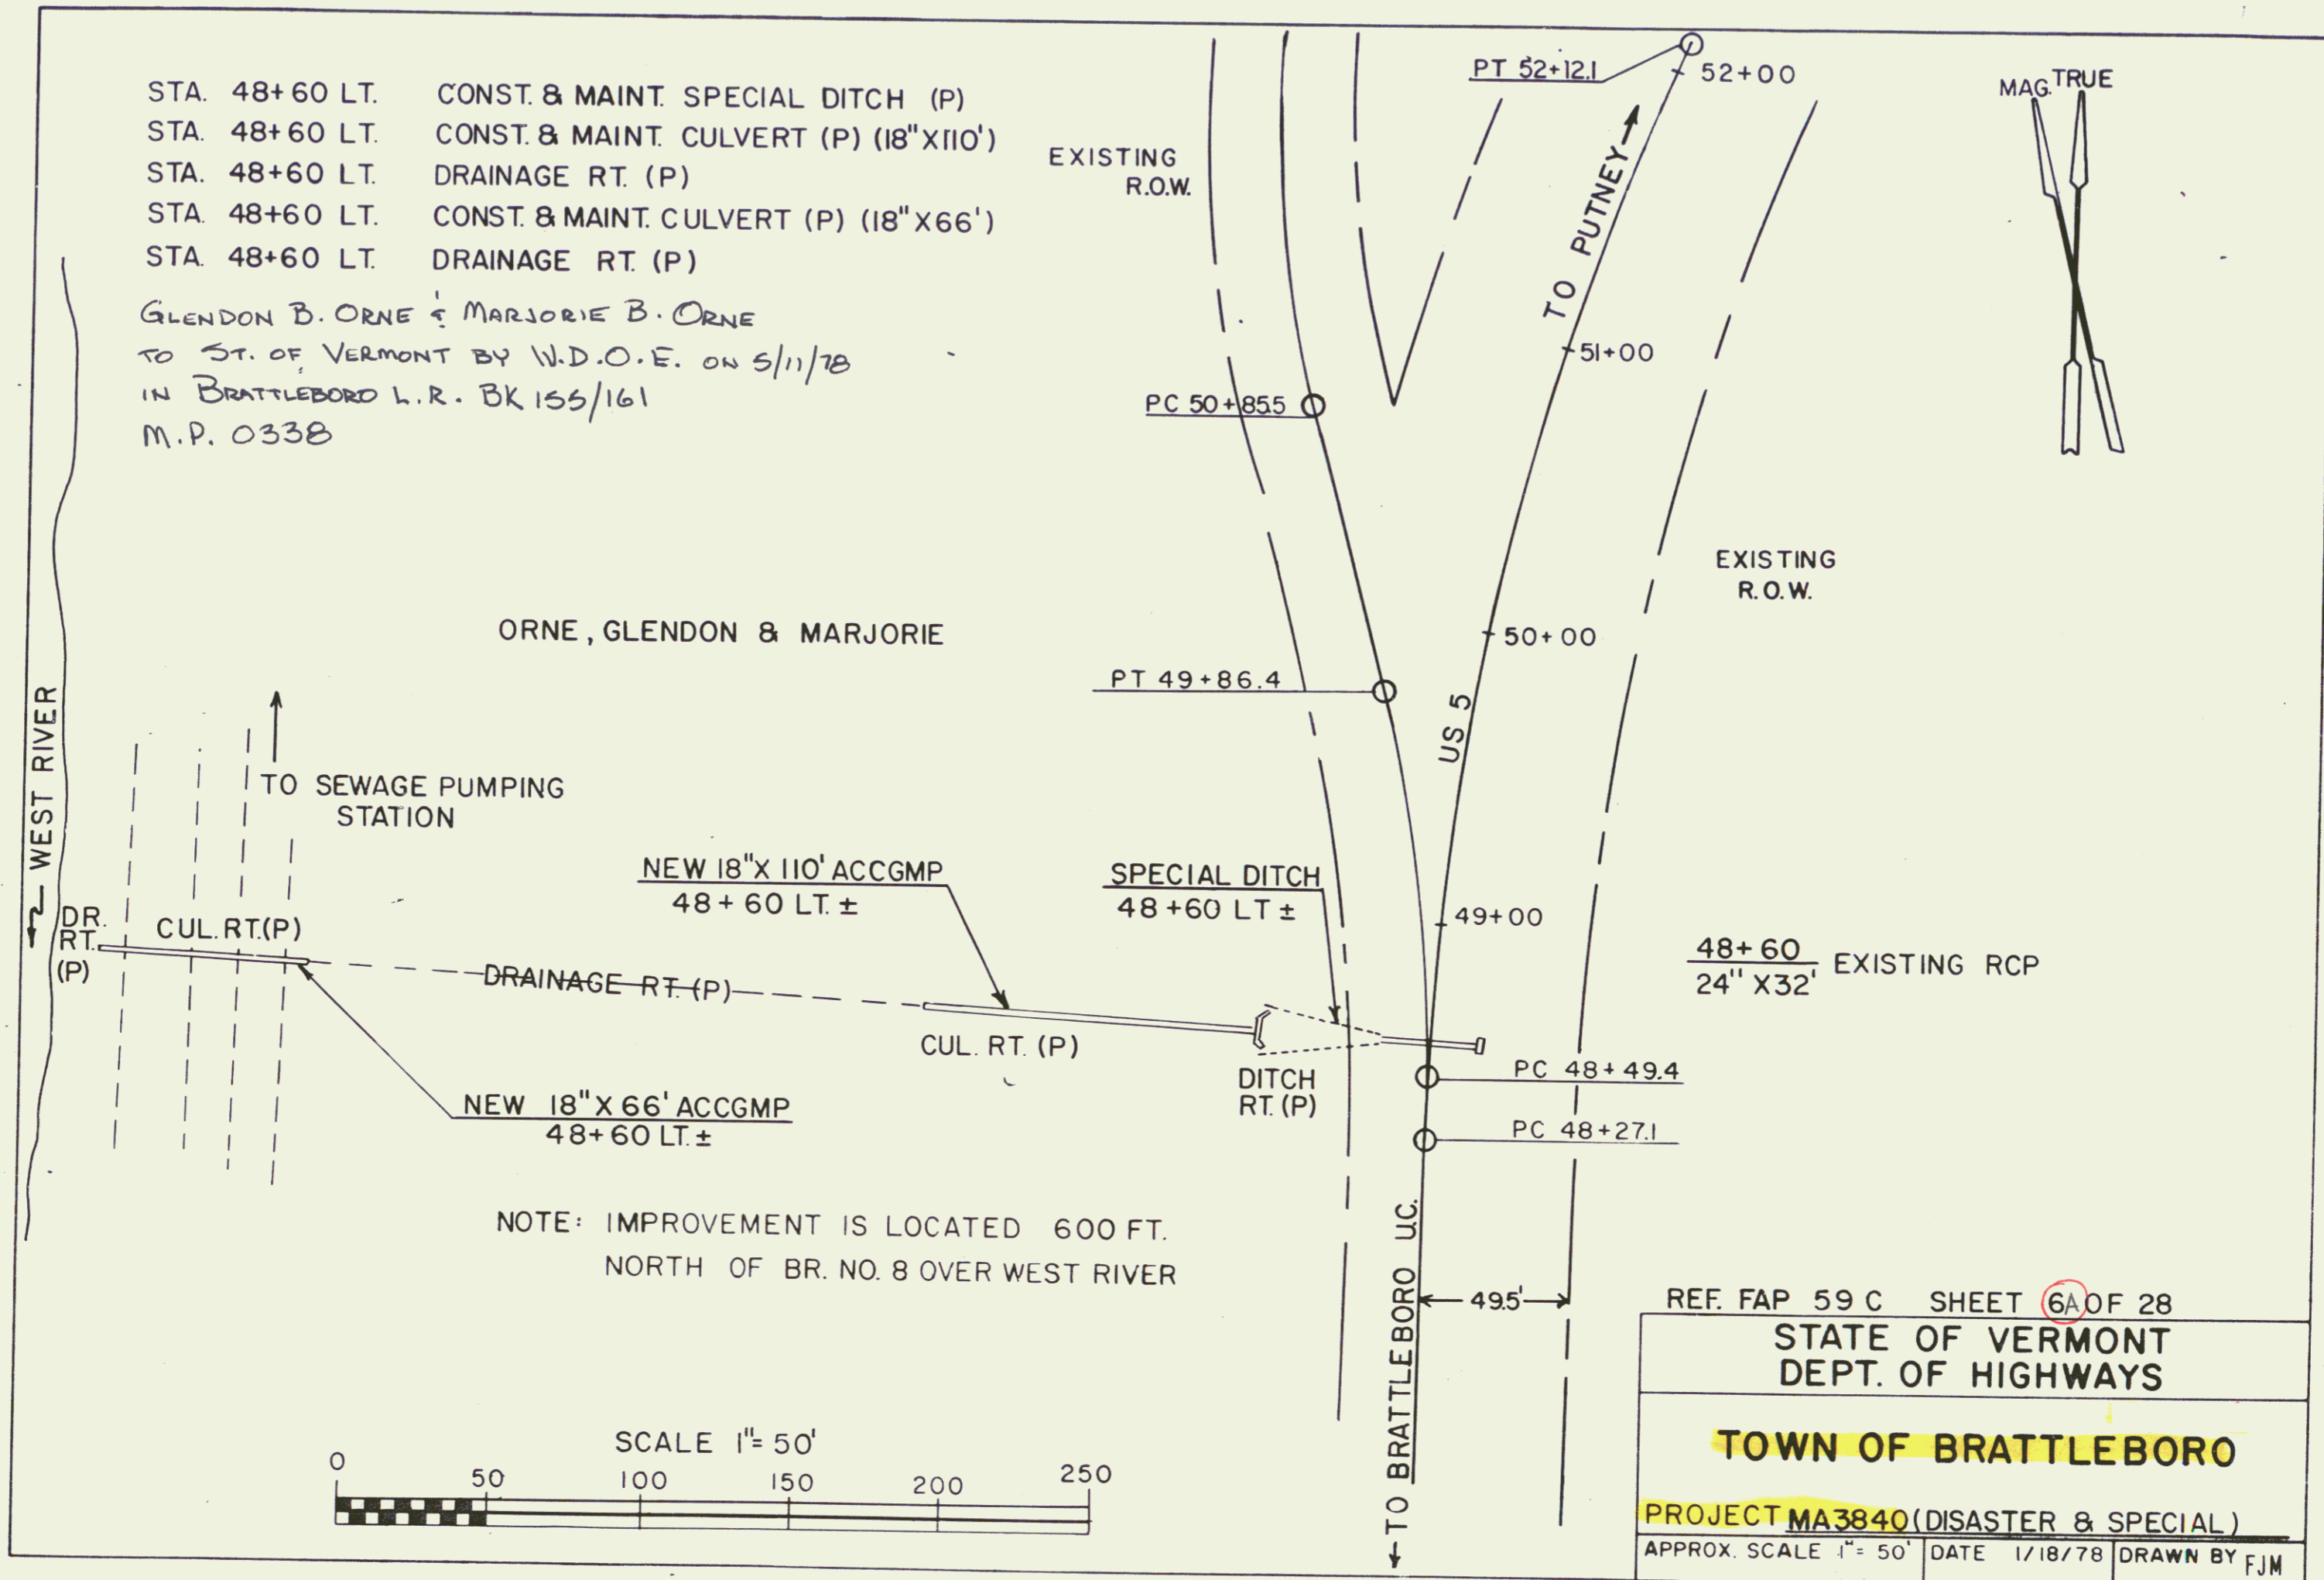 STA. 48+60 LT. CONST. & MAINT. SPECIAL DITCH (P)
STA. 48+60 LT. CONST. & MAINT. CULVERT (P) (18"X110')
STA. 48+60 LT. DRAINAGE RT. (P)
STA. 48+60 LT. CONST. & MAINT. CULVERT (P) (18"X66')
STA. 48+60 LT. DRAINAGE RT. (P)
GLENDON B. ORNE & MARJORIE B. ORNE
TO ST. OF VERMONT BY W.D.O.E. ON 5/11/78
IN BRATTLEBORO L.R. BK 155/161
M.P. 0338
EXISTING
R.O.W.
PT 52+12.1
52+00
MAG. TRUE
TO PUTNEY
51+00
PC 50+85.5
EXISTING
R.O.W.
50+00
ORNE, GLENDON & MARJORIE
PT 49+86.4
US 5
WEST RIVER
TO SEWAGE PUMPING
STATION
NEW 18"X 110' ACCGMP
48+60 LT. ±
SPECIAL DITCH
48+60 LT ±
49+00
DR.
RT.
(P)
CUL. RT.(P)
DRAINAGE RT. (P)
CUL. RT. (P)
48+60
24" X32'
EXISTING RCP
DITCH
RT. (P)
PC 48+49.4
PC 48+27.1
NEW 18"X 66' ACCGMP
48+60 LT. ±
NOTE: IMPROVEMENT IS LOCATED 600 FT.
NORTH OF BR. NO. 8 OVER WEST RIVER
TO BRATTLEBORO U.C.
49.5'
SCALE 1"= 50'
0 50 100 150 200 250
REF. FAP 59 C SHEET 6A OF 28
STATE OF VERMONT
DEPT. OF HIGHWAYS
TOWN OF BRATTLEBORO
PROJECT MA3840 (DISASTER & SPECIAL)
APPROX. SCALE 1"= 50' DATE 1/18/78 DRAWN BY FJM